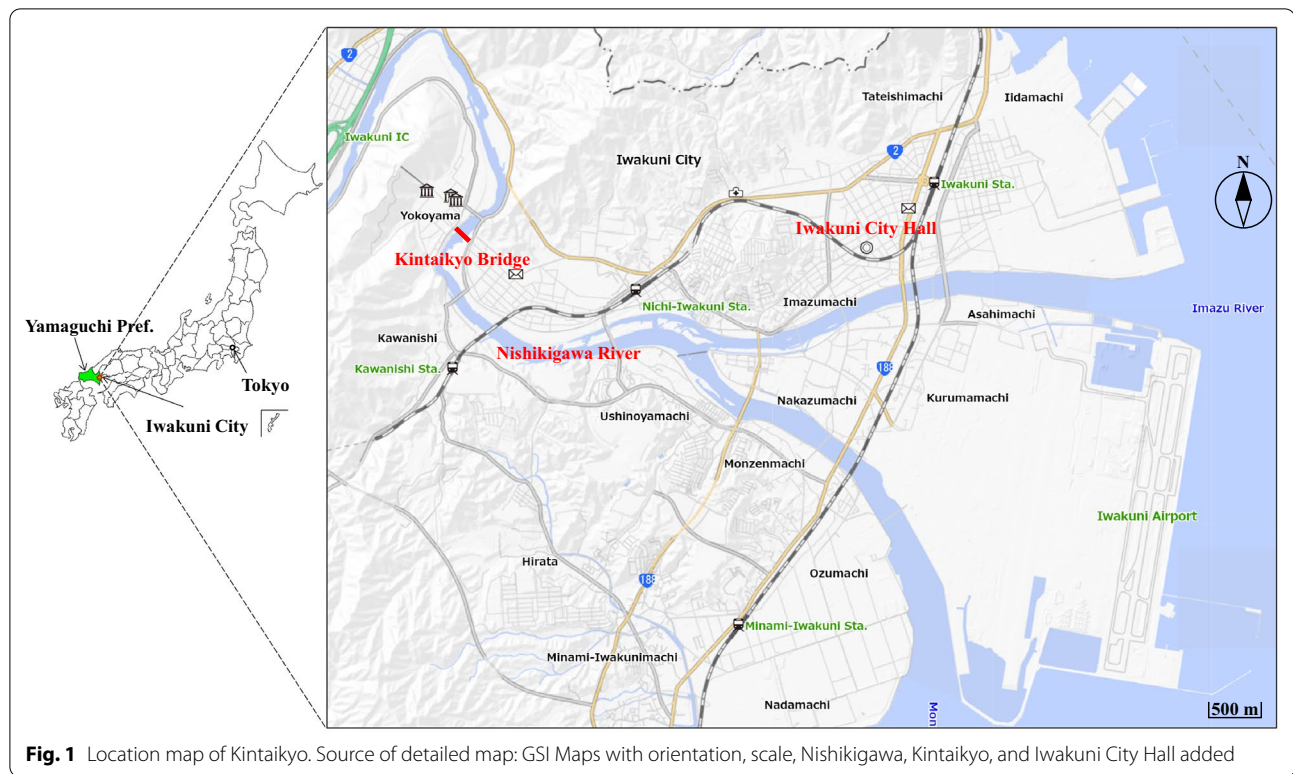 2
Tateishimachi
Iidamachi
Iwakuni IC
2
Iwakuni City
N
Iwakuni Sta.
Yokoyama
Iwakuni City Hall
Kintaikyo Bridge
Nichi-Iwakuni Sta.
Imazumachi
Imazu River
Asahimachi
Yamaguchi Pref.
Kawanishi
Nishikigawa River
Kawanishi Sta.
188
Tokyo
Nakazumachi
Kurumamachi
Ushinoyamachi
Iwakuni City
Monzenmachi
Iwakuni Airport
Hirata
Ozumachi
188
Minami-Iwakuni Sta.
Minami-Iwakunimachi
Nadamachi
Mon
500 m
Fig. 1 Location map of Kintaikyo. Source of detailed map: GSI Maps with orientation, scale, Nishikigawa, Kintaikyo, and Iwakuni City Hall added